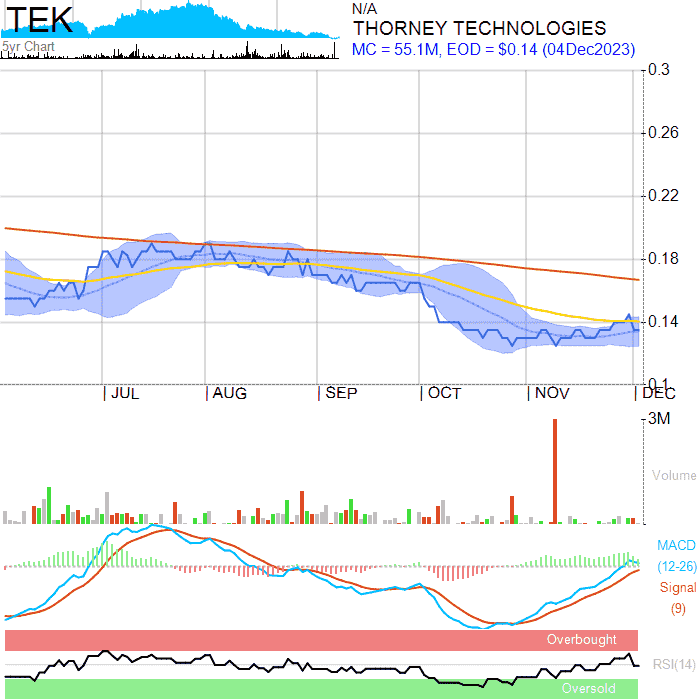 TEK
5yr Chart
N/A
THORNEY TECHNOLOGIES
MC = 55.1M, EOD = $0.14 (04Dec2023)
0.3
0.26
0.22
0.18
0.14
0.1
JUL AUG SEP OCT NOV DEC
3M
Volume
MACD
(12-26)
Signal
(9)
Overbought
RSI(14)
Oversold